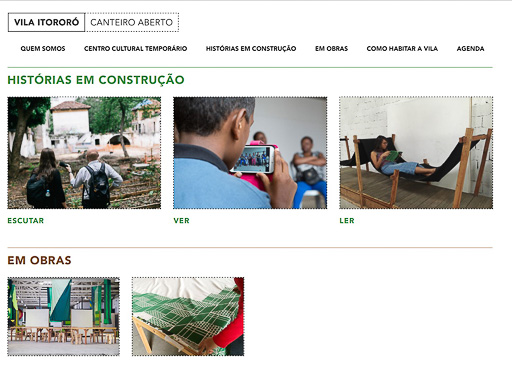 VILA ITORORÓ CANTEIRO ABERTO
QUEM SOMOS CENTRO CULTURAL TEMPORÁRIO HISTÓRIAS EM CONSTRUÇÃO EM OBRAS COMO HABITAR A VILA AGENDA
HISTÓRIAS EM CONSTRUÇÃO
ESCUTAR VER LER
EM OBRAS